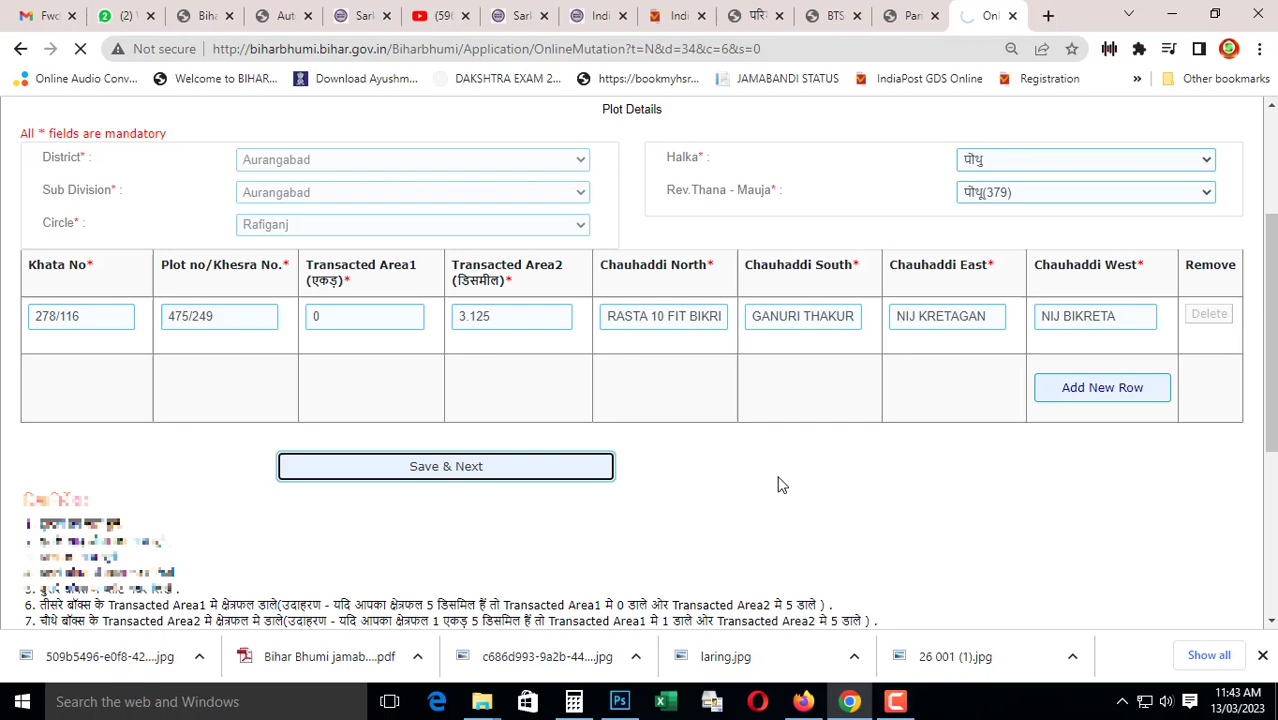 Fwd
(2)
Biha
Aut
Sarl
(596
Sarl
Indi
Indi
परि
BTS
Pari
Onl
Not secure
http://biharbhumi.bihar.gov.in/Biharbhumi/Application/OnlineMutation?t=N&d=34&c=6&s=0
Online Audio Conv...
Welcome to BIHAR...
Download Ayushm...
DAKSHTRA EXAM 2...
https://bookmyhsr...
JAMABANDI STATUS
IndiaPost GDS Online
Registration
»
Other bookmarks
Plot Details
All * fields are mandatory
District* :
Aurangabad
Halka* :
पोथु
Sub Division* :
Aurangabad
Rev.Thana - Mauja* :
पोथू(379)
Circle* :
Rafiganj
Khata No*
Plot no/Khesra No.*
Transacted Area1 (एकड़)*
Transacted Area2 (डिसमील)*
Chauhaddi North*
Chauhaddi South*
Chauhaddi East*
Chauhaddi West*
Remove
278/116
475/249
0
3.125
RASTA 10 FIT BIKRI
GANURI THAKUR
NIJ KRETAGAN
NIJ BIKRETA
Delete
Add New Row
Save & Next
6. तीसरे बॉक्स के Transacted Area1 मे क्षेत्रफल डाले(उदाहरण - यदि आपका क्षेत्रफल 5 डिसमिल हैं तो Transacted Area1 मे 0 डाले ओर Transacted Area2 मे 5 डाले ) .
7. चौथे बॉक्स के Transacted Area2 मे क्षेत्रफल मे डाले(उदाहरण - यदि आपका क्षेत्रफल 1 एकड़ 5 डिसमिल हैं तो Transacted Area1 मे 1 डाले ओर Transacted Area2 मे 5 डाले ) .
509b5496-e0f8-42....jpg
Bihar Bhumi jamab....pdf
c686d993-9a2b-44....jpg
laring.jpg
26 001 (1).jpg
Show all
Search the web and Windows
11:43 AM
13/03/2023